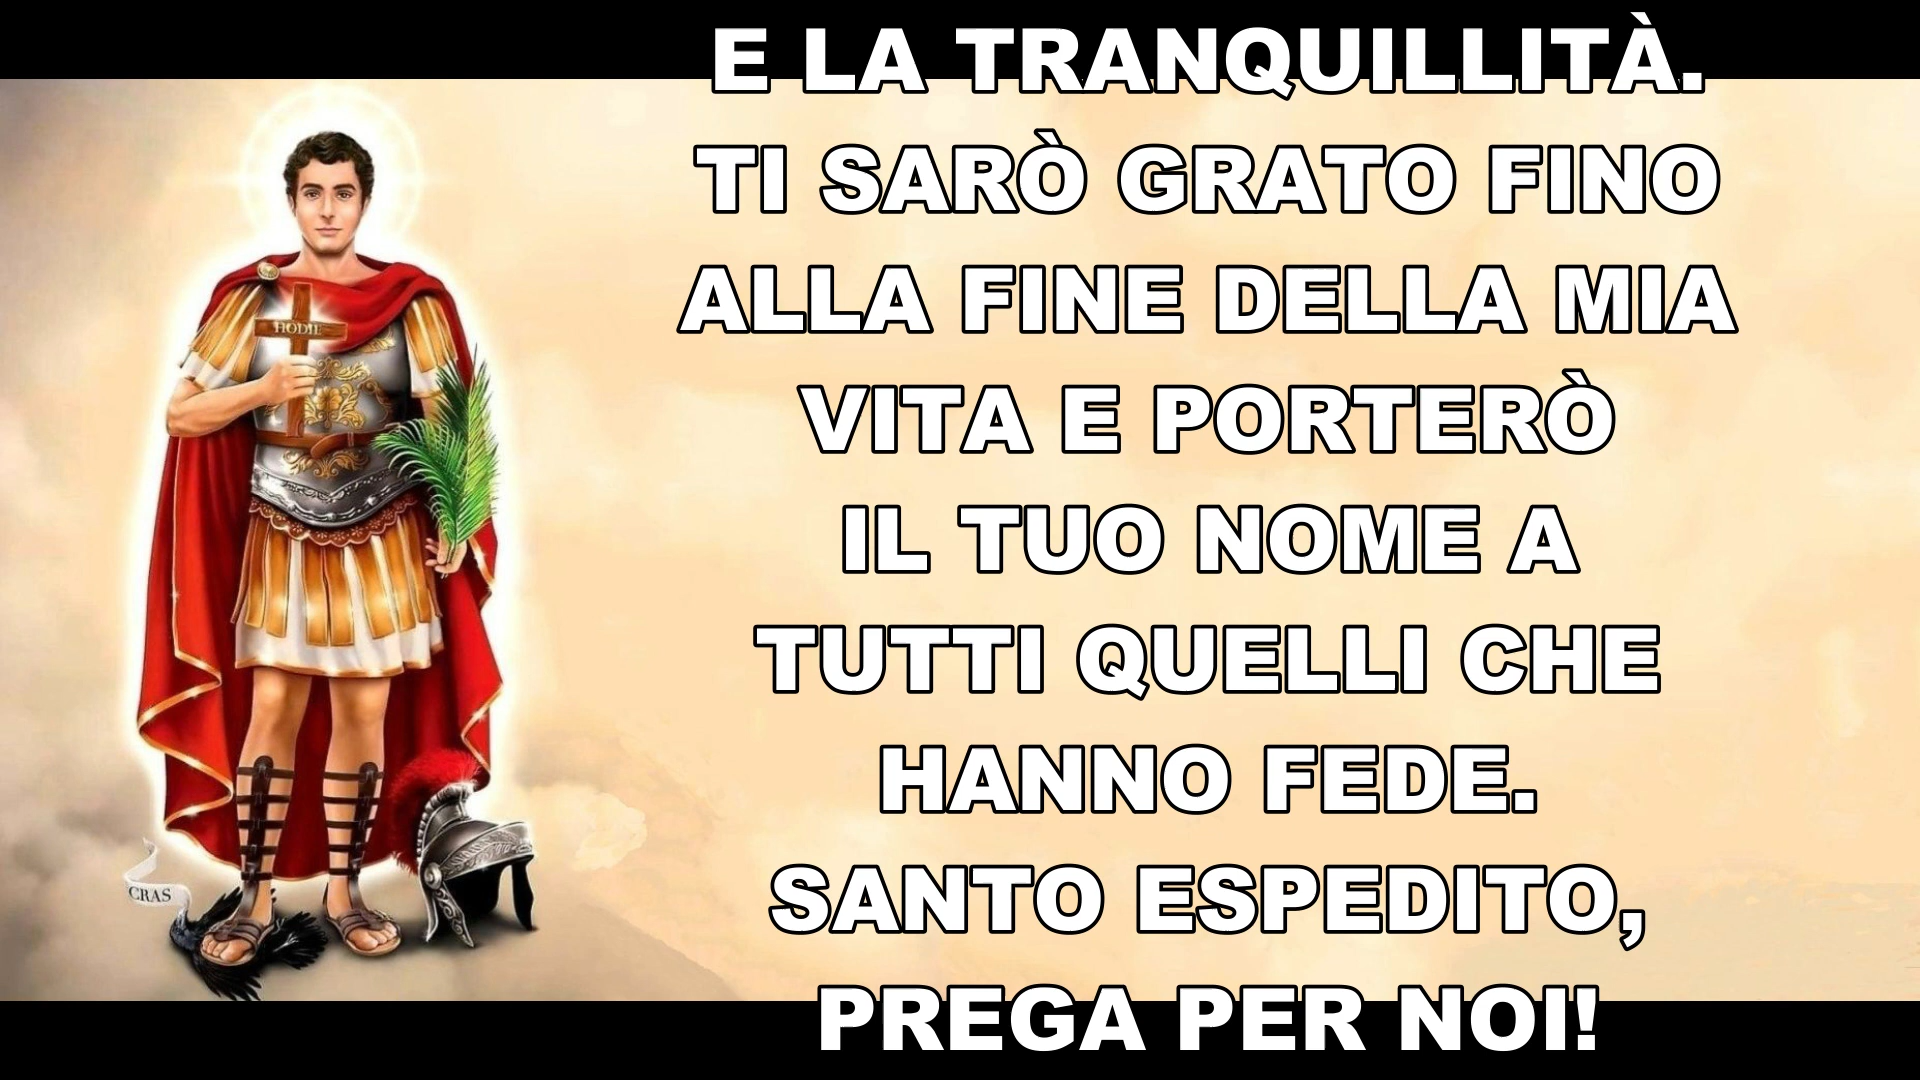 E LA TRANQUILLITÀ.
TI SARÒ GRATO FINO
ALLA FINE DELLA MIA
VITA E PORTERÒ
IL TUO NOME A
TUTTI QUELLI CHE
HANNO FEDE.
SANTO ESPEDITO,
PREGA PER NOI!
HODIE
CRAS